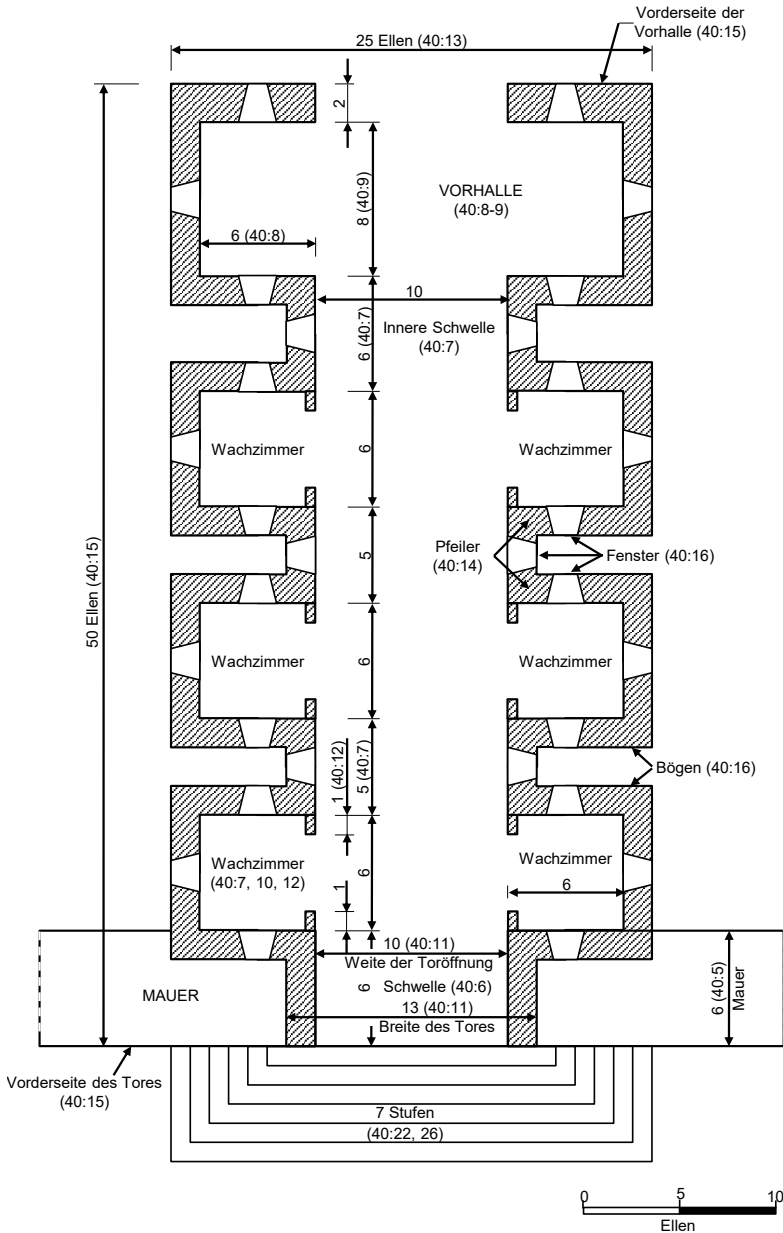 Vorderseite der
Vorhalle (40:15)
25 Ellen (40:13)
2
8 (40:9)
VORHALLE
(40:8-9)
6 (40:8)
10
6 (40:7)
Innere Schwelle
(40:7)
Wachzimmer
6
Wachzimmer
50 Ellen (40:15)
5
Pfeiler
(40:14)
Fenster (40:16)
Wachzimmer
6
Wachzimmer
1 (40:12)
5 (40:7)
Bögen (40:16)
Wachzimmer
(40:7, 10, 12)
1
6
Wachzimmer
6
10 (40:11)
Weite der Toröffnung
6
Schwelle (40:6)
13 (40:11)
Breite des Tores
MAUER
6 (40:5)
Mauer
Vorderseite des Tores
(40:15)
7 Stufen
(40:22, 26)
0
5
10
Ellen